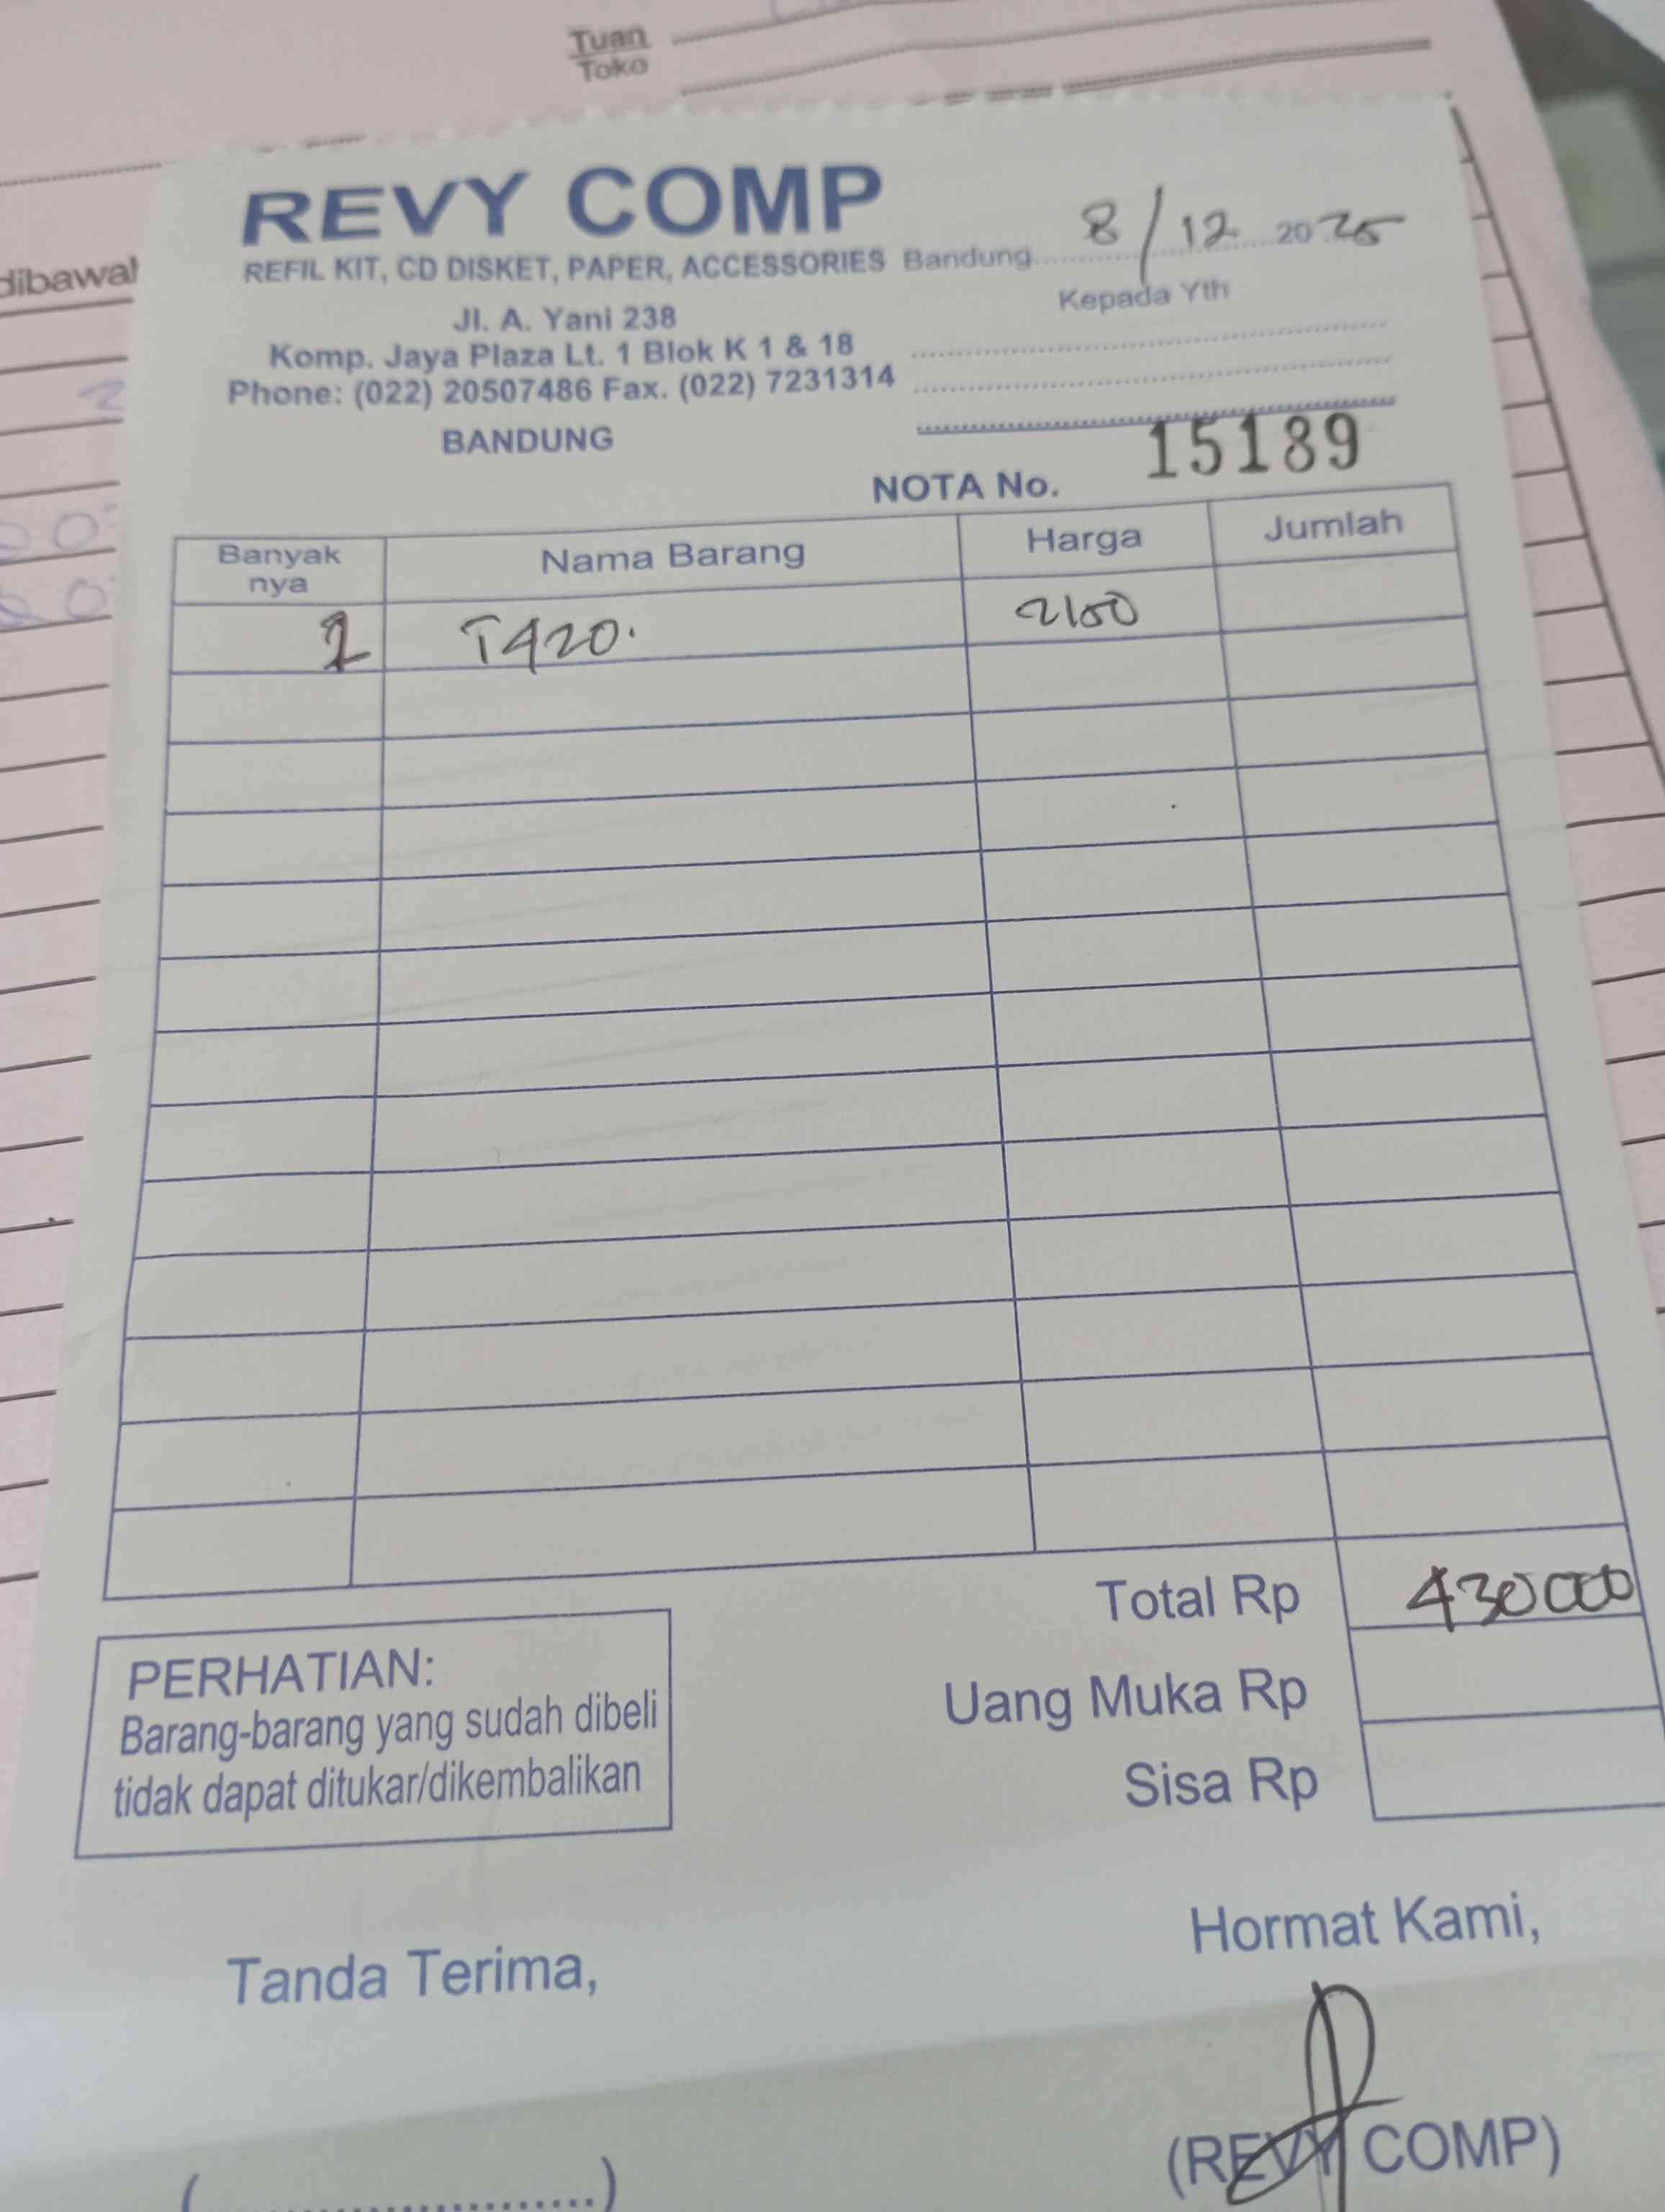 Tuan
Toko
dibawah
REVY COMP
REFIL KIT, CD DISKET, PAPER, ACCESSORIES
Jl. A. Yani 238
Komp. Jaya Plaza Lt. 1 Blok K 1 & 18
Phone: (022) 20507486 Fax. (022) 7231314
BANDUNG
Bandung 8/12 2025
Kepada Yth
NOTA No. 15189
Banyak nya Nama Barang Harga Jumlah
2 T420.
Total Rp 430000
Uang Muka Rp
Sisa Rp
PERHATIAN:
Barang-barang yang sudah dibeli
tidak dapat ditukar/dikembalikan
Tanda Terima,
Hormat Kami,
(REVY COMP)